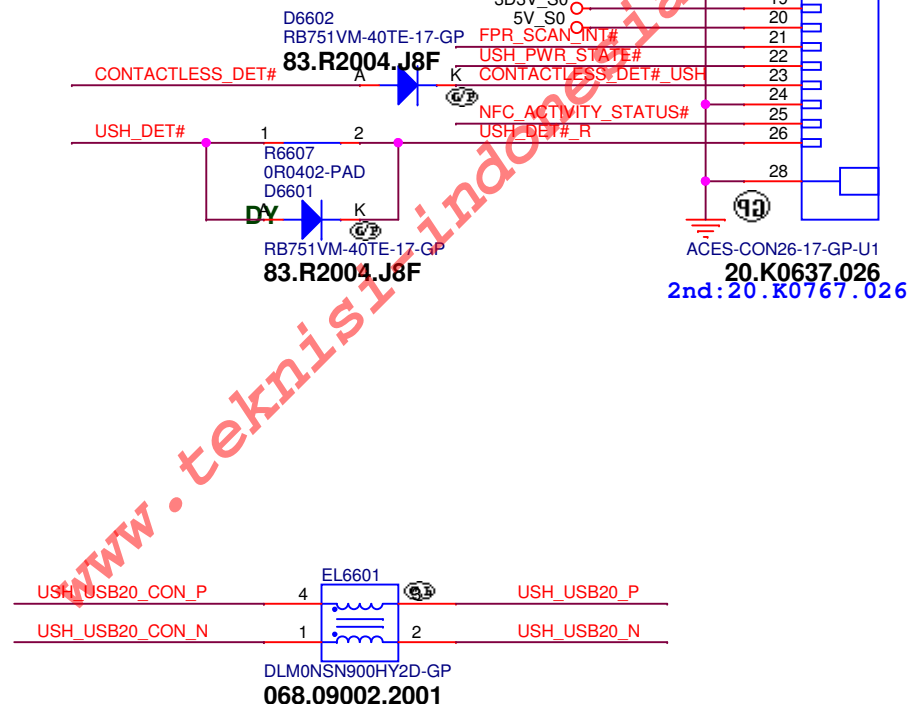 3D3V_S0
19
5V_S0
20
D6602
RB751VM-40TE-17-GP
83.R2004.J8F
FPR_SCAN_INT#
21
USH_PWR_STATE#
22
CONTACTLESS_DET#
A
K
CONTACTLESS_DET#_USH
23
G/P
24
NFC_ACTIVITY_STATUS#
25
USH_DET#
1
2
USH_DET#_R
26
R6607
0R0402-PAD
D6601
28
DY
A
K
G/P
GP
RB751VM-40TE-17-GP
83.R2004.J8F
ACES-CON26-17-GP-U1
20.K0637.026
2nd:20.K0767.026
www.teknisi-indonesia
EL6601
USH_USB20_CON_P
4
USH_USB20_P
USH_USB20_CON_N
1
2
USH_USB20_N
DLM0NSN900HY2D-GP
068.09002.2001